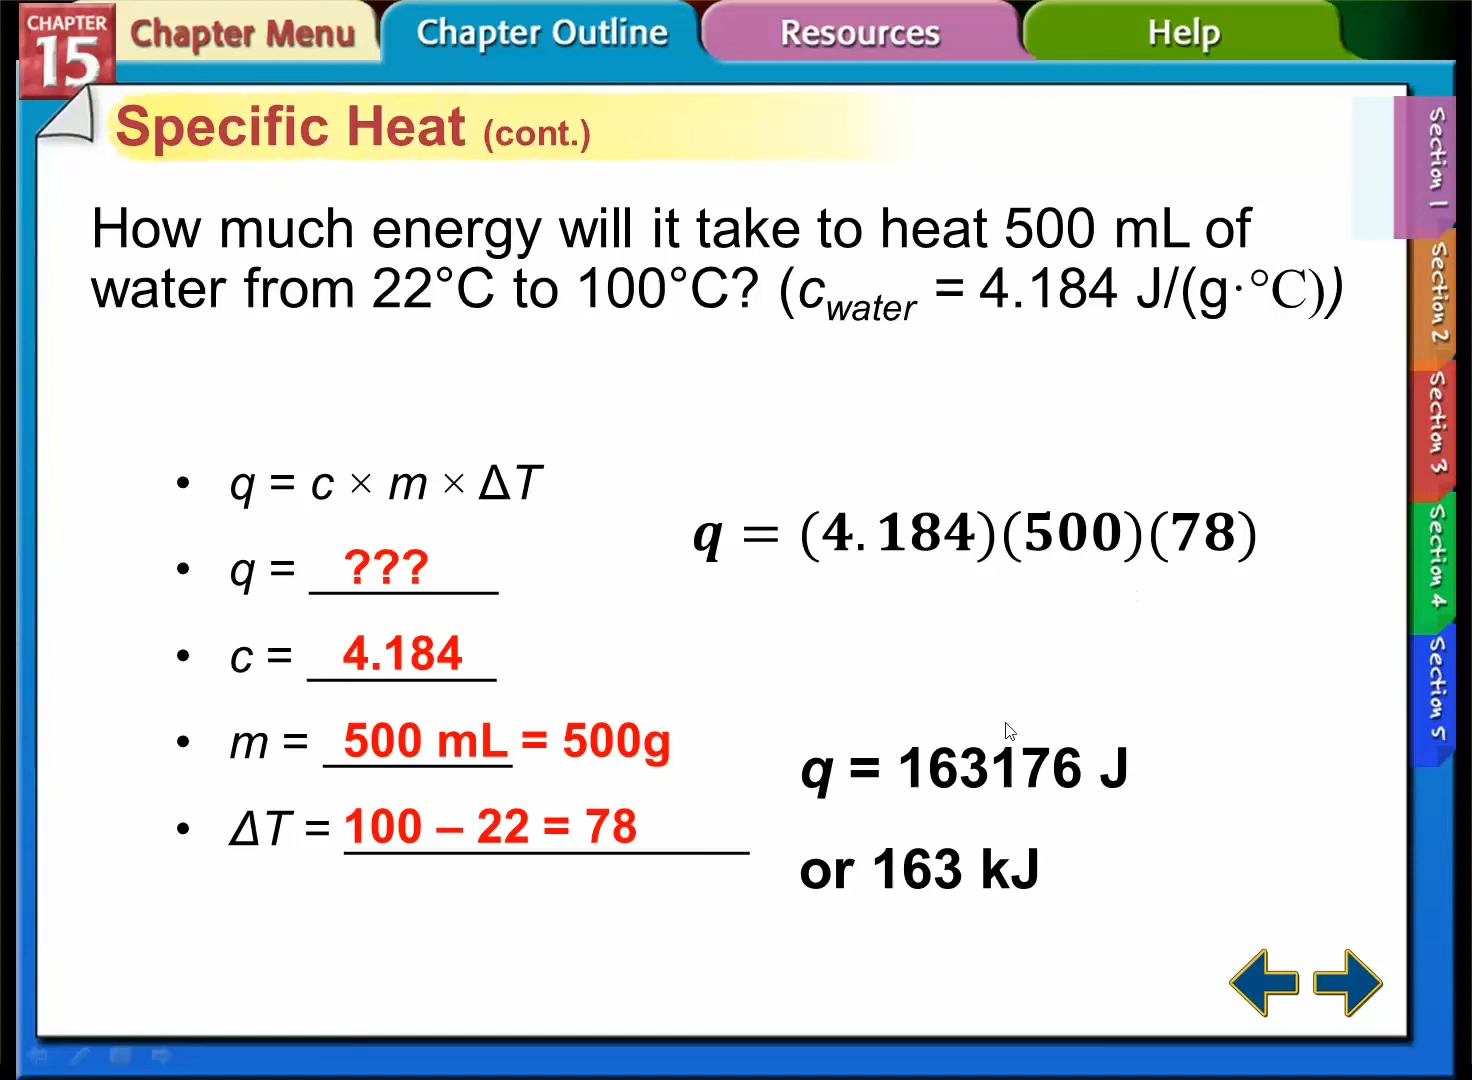 CHAPTER
15
Chapter Menu
Chapter Outline
Resources
Help
Specific Heat (cont.)
How much energy will it take to heat 500 mL of
water from 22°C to 100°C? (cwater = 4.184 J/(g·°C))
• q = c × m × ΔT
• q = ???
• c = 4.184
• m = 500 mL = 500g
• ΔT = 100 – 22 = 78
q = (4.184)(500)(78)
q = 163176 J
or 163 kJ
Section 1
Section 2
Section 3
Section 4
Section 5